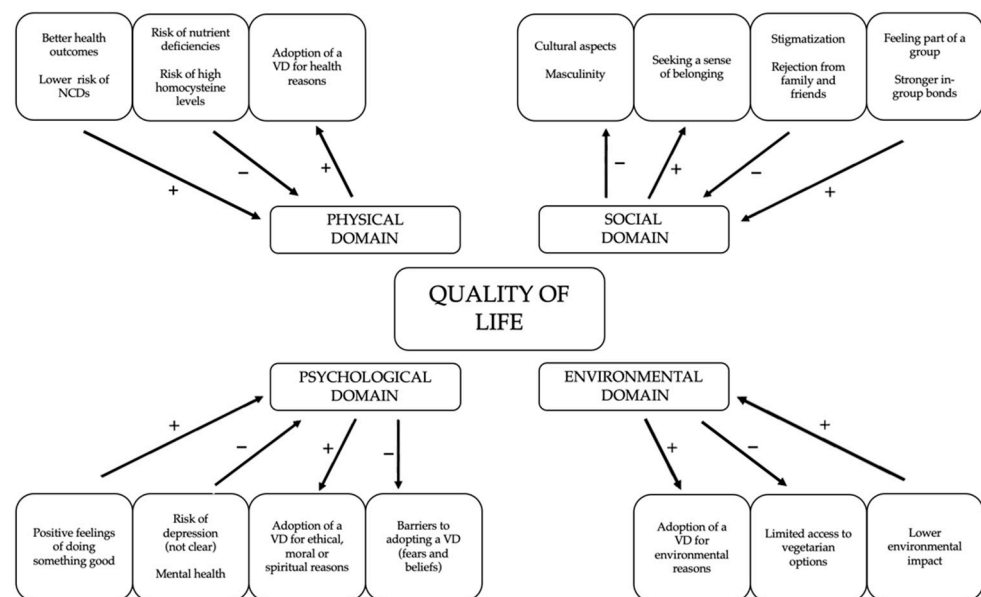 Better health
outcomes
Lower risk of
NCDs
Risk of nutrient
deficiencies
Risk of high
homocysteine
levels
Adoption of a
VD for health
reasons
Cultural aspects
Masculinity
Seeking a sense
of belonging
Stigmatization
Rejection from
family and
friends
Feeling part of a
group
Stronger in-
group bonds
+
−
+
−
+
−
+
PHYSICAL
DOMAIN
SOCIAL
DOMAIN
QUALITY OF
LIFE
PSYCHOLOGICAL
DOMAIN
ENVIRONMENTAL
DOMAIN
+
−
+
−
+
−
+
Positive feelings
of doing
something good
Risk of
depression
(not clear)
Mental health
Adoption of a
VD for ethical,
moral or
spiritual reasons
Barriers to
adopting a VD
(fears and
beliefs)
Adoption of a
VD for
environmental
reasons
Limited access to
vegetarian
options
Lower
environmental
impact